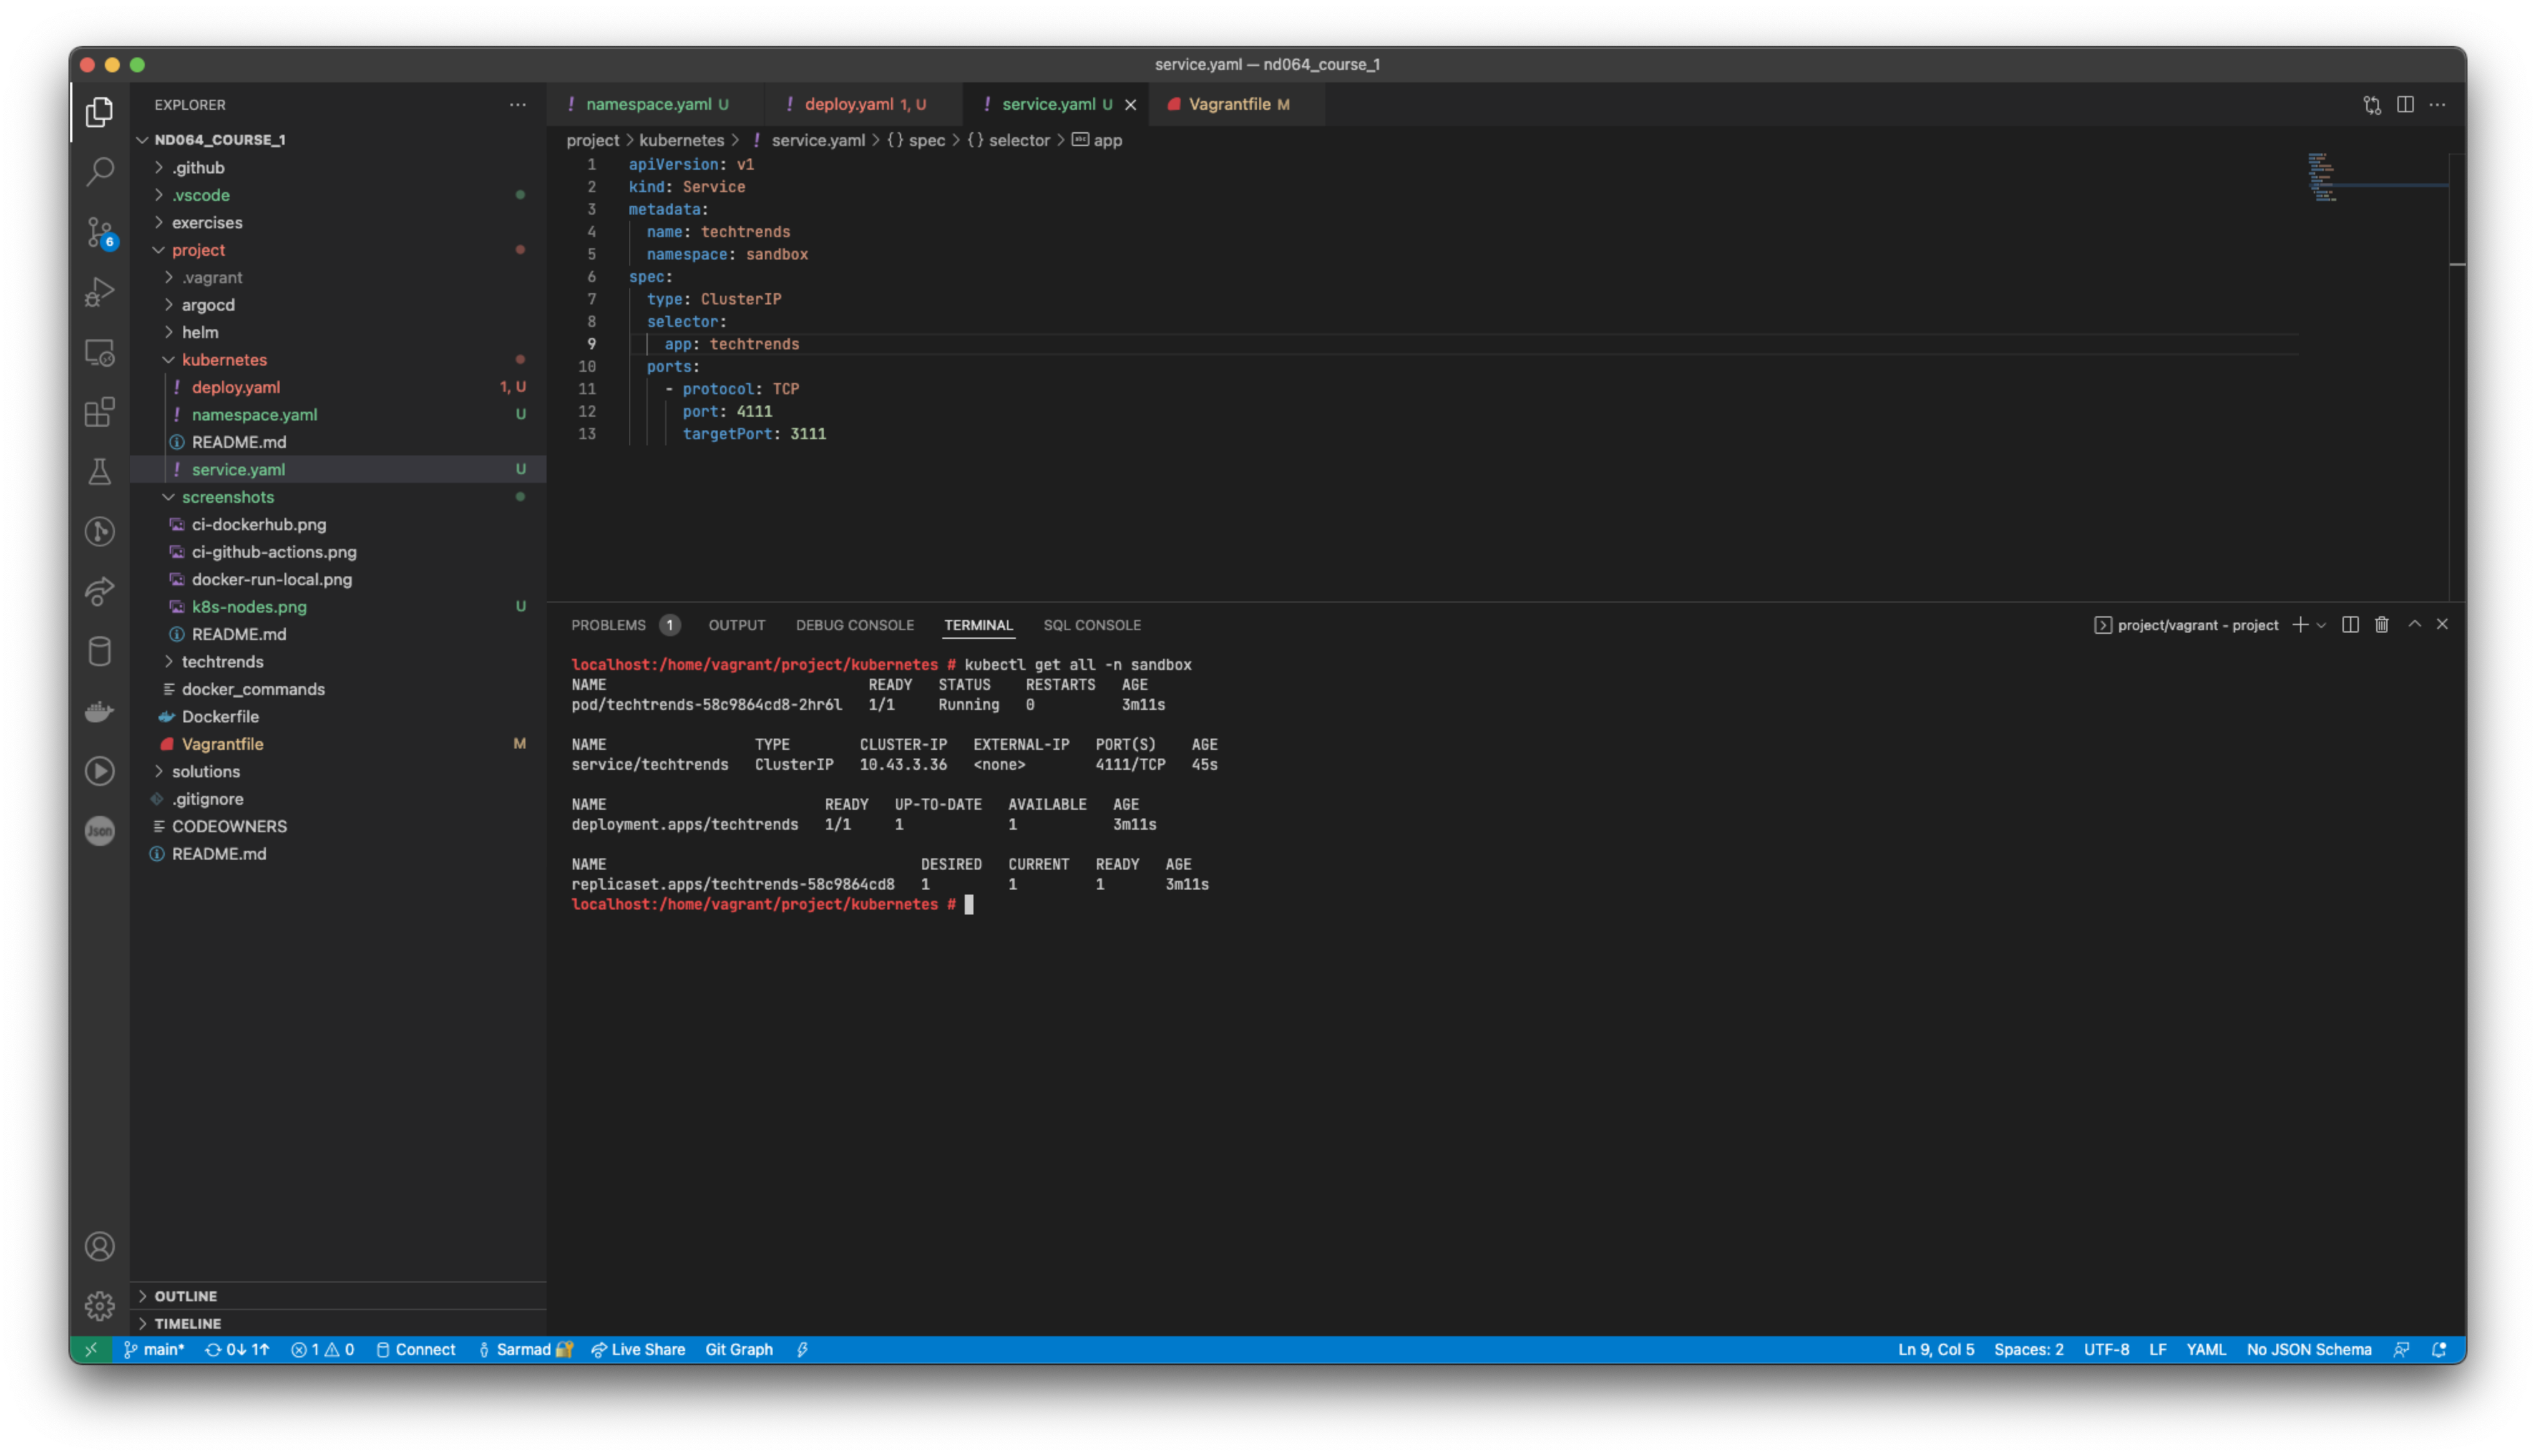 service.yaml — nd064_course_1
EXPLORER
ND064_COURSE_1
.github
.vscode
exercises
project
.vagrant
argocd
helm
kubernetes
deploy.yaml 1, U
namespace.yaml U
README.md
service.yaml U
screenshots
ci-dockerhub.png
ci-github-actions.png
docker-run-local.png
k8s-nodes.png U
README.md
techtrends
docker_commands
Dockerfile
Vagrantfile M
solutions
.gitignore
CODEOWNERS
README.md
OUTLINE
TIMELINE
6
Json
namespace.yaml U deploy.yaml 1, U service.yaml U Vagrantfile M
project > kubernetes > ! service.yaml > {} spec > {} selector > abc app
1 apiVersion: v1
2 kind: Service
3 metadata:
4 name: techtrends
5 namespace: sandbox
6 spec:
7 type: ClusterIP
8 selector:
9 app: techtrends
10 ports:
11 - protocol: TCP
12 port: 4111
13 targetPort: 3111
PROBLEMS 1 OUTPUT DEBUG CONSOLE TERMINAL SQL CONSOLE project/vagrant - project
localhost:/home/vagrant/project/kubernetes # kubectl get all -n sandbox
NAME READY STATUS RESTARTS AGE
pod/techtrends-58c9864cd8-2hr6l 1/1 Running 0 3m11s
NAME TYPE CLUSTER-IP EXTERNAL-IP PORT(S) AGE
service/techtrends ClusterIP 10.43.3.36 <none> 4111/TCP 45s
NAME READY UP-TO-DATE AVAILABLE AGE
deployment.apps/techtrends 1/1 1 1 3m11s
NAME DESIRED CURRENT READY AGE
replicaset.apps/techtrends-58c9864cd8 1 1 1 3m11s
localhost:/home/vagrant/project/kubernetes #
main* 0↓ 1↑ 1 0 Connect Sarmad Live Share Git Graph Ln 9, Col 5 Spaces: 2 UTF-8 LF YAML No JSON Schema